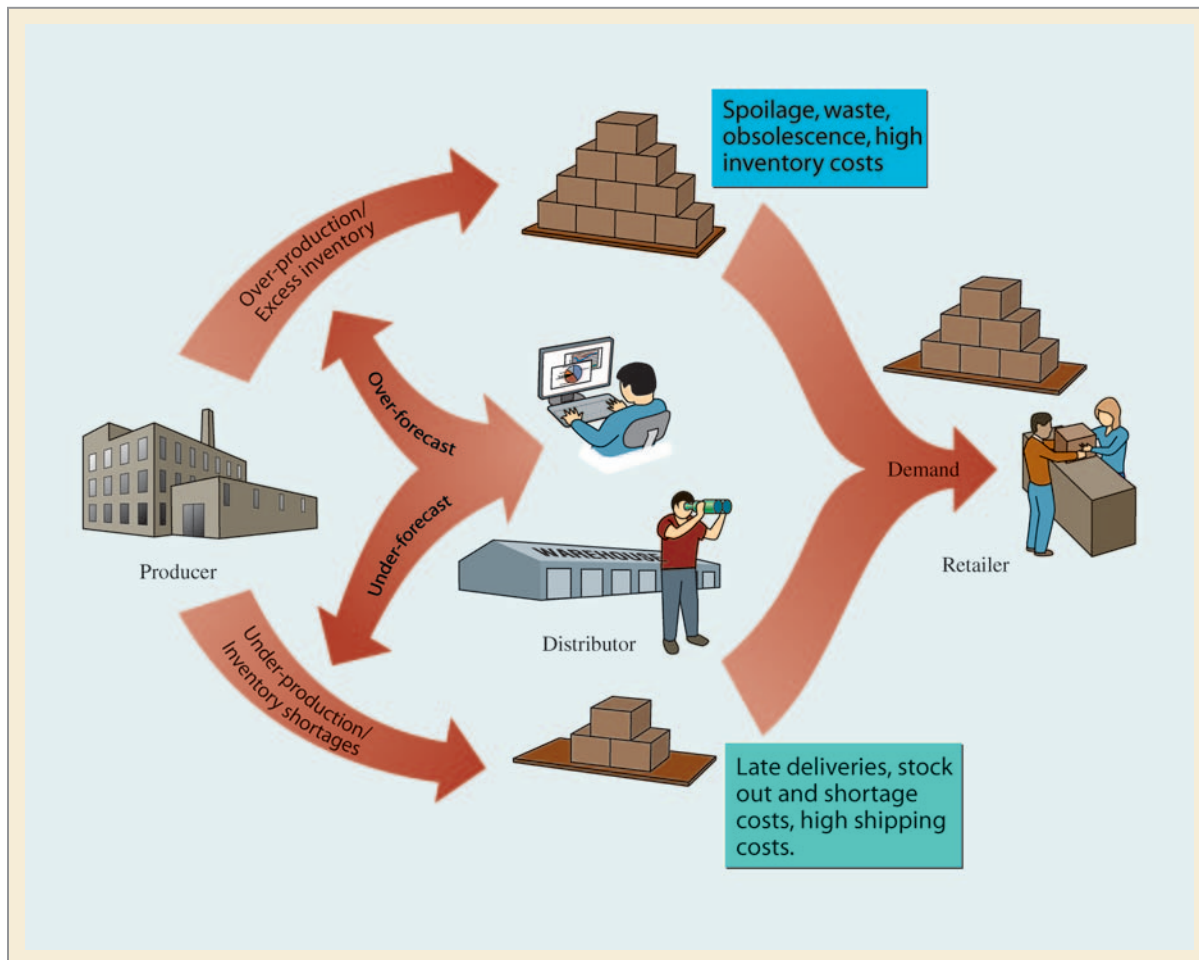 Spoilage, waste,
obsolescence, high
inventory costs
Over-production/
Excess inventory
Over-forecast
Under-forecast
Demand
WAREHOUSE
Producer
Distributor
Retailer
Under-production/
Inventory shortages
Late deliveries, stock
out and shortage
costs, high shipping
costs.